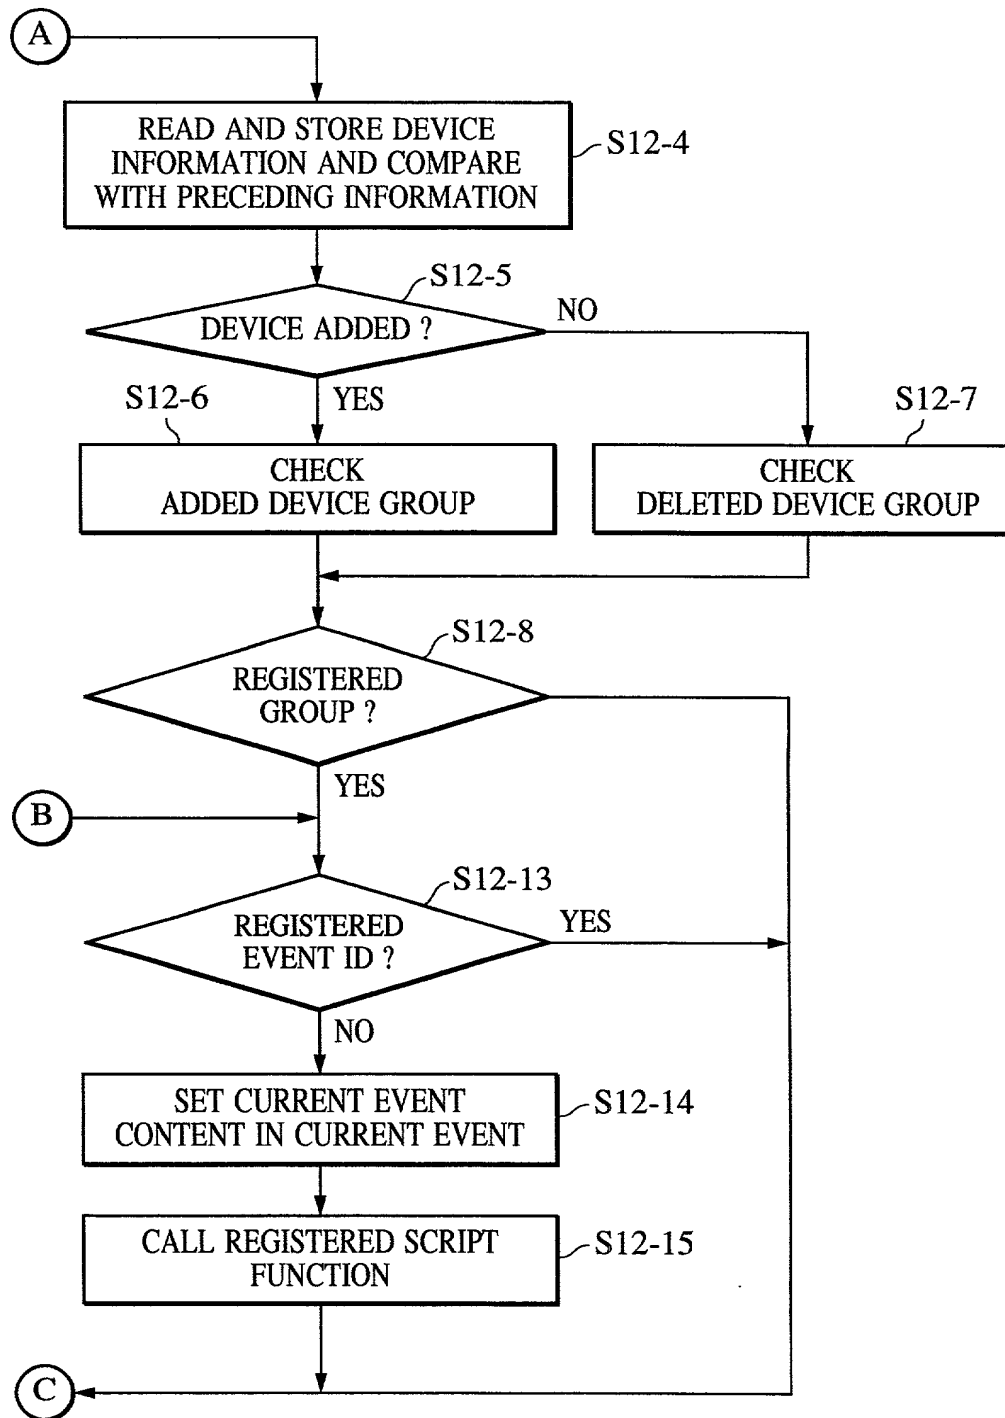 A
READ AND STORE DEVICE
INFORMATION AND COMPARE
WITH PRECEDING INFORMATION
S12-4
S12-5
DEVICE ADDED ?
NO
YES
S12-6
CHECK
ADDED DEVICE GROUP
S12-7
CHECK
DELETED DEVICE GROUP
S12-8
REGISTERED
GROUP ?
YES
B
S12-13
REGISTERED
EVENT ID ?
YES
NO
SET CURRENT EVENT
CONTENT IN CURRENT EVENT
S12-14
CALL REGISTERED SCRIPT
FUNCTION
S12-15
C